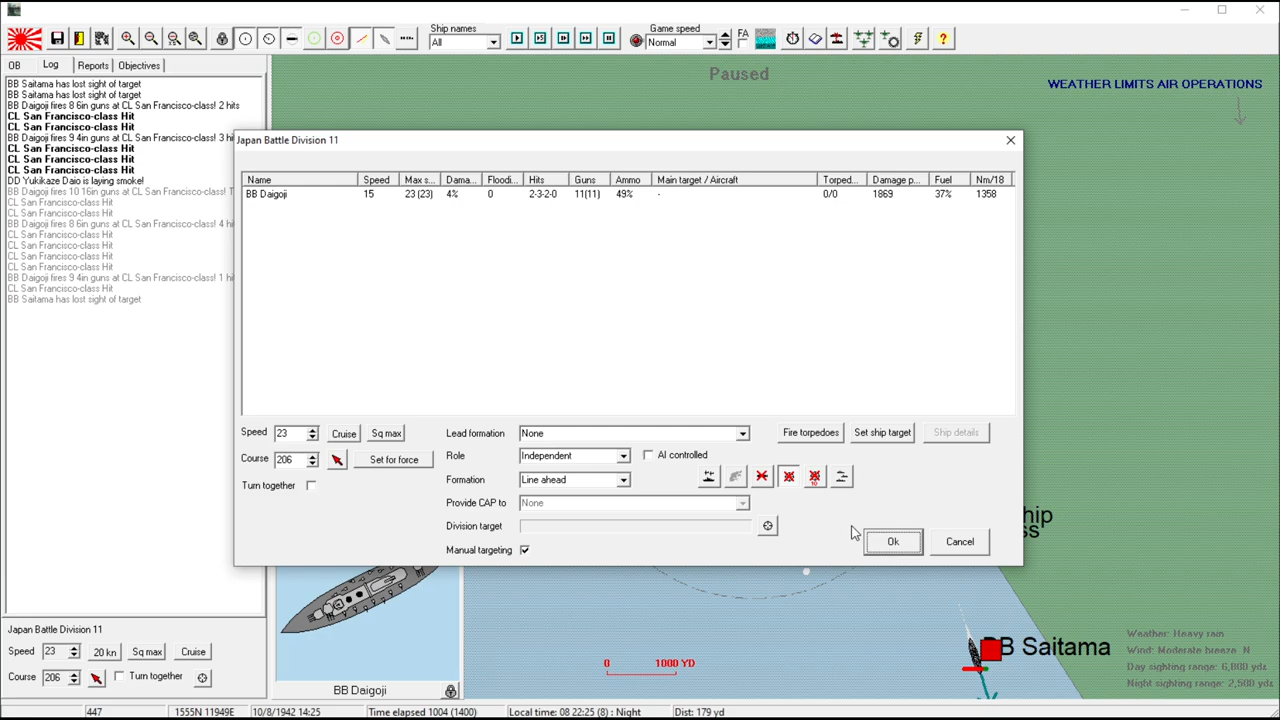 Ship names
All
Game speed
Normal
FA
OB
Log
Reports
Objectives
Paused
WEATHER LIMITS AIR OPERATIONS
BB Saitama has lost sight of target
BB Saitama has lost sight of target
BB Daigoji fires 8 6in guns at CL San Francisco-class! 2 hits
CL San Francisco-class Hit
CL San Francisco-class Hit
BB Daigoji fires 9 4in guns at CL San Francisco-class! 3 hit
CL San Francisco-class Hit
CL San Francisco-class Hit
CL San Francisco-class Hit
DD Yukikaze Daio is laying smoke!
BB Daigoji fires 10 16in guns at CL San Francisco-class! T
CL San Francisco-class Hit
CL San Francisco-class Hit
BB Daigoji fires 8 6in guns at CL San Francisco-class! 4 hit
CL San Francisco-class Hit
CL San Francisco-class Hit
CL San Francisco-class Hit
CL San Francisco-class Hit
BB Daigoji fires 9 4in guns at CL San Francisco-class! 1 hit
CL San Francisco-class Hit
BB Saitama has lost sight of target
Japan Battle Division 11
Name Speed Max s... Dama... Floodi... Hits Guns Ammo Main target / Aircraft Torped... Damage p... Fuel Nm/18
BB Daigoji 15 23 (23) 4% 0 2-3-2-0 11(11) 49% - 0/0 1869 37% 1358
Speed 23 Cruise Sq max
Course 206 Set for force
Turn together
Lead formation None
Role Independent AI controlled
Formation Line ahead
Provide CAP to None
Division target
Manual targeting
Fire torpedoes Set ship target Ship details
10
Ok Cancel
hip
ss
BB Saitama
0 1000 YD
Weather: Heavy rain
Wind: Moderate breeze N
Day sighting range: 6,800 yds
Night sighting range: 2,500 yds
Japan Battle Division 11
Speed 23 20 kn Sq max Cruise
Course 206 Turn together
BB Daigoji
447 1555N 11949E 10/8/1942 14:25 Time elapsed 1004 (1400) Local time: 08 22:25 (8) : Night Dist: 179 yd